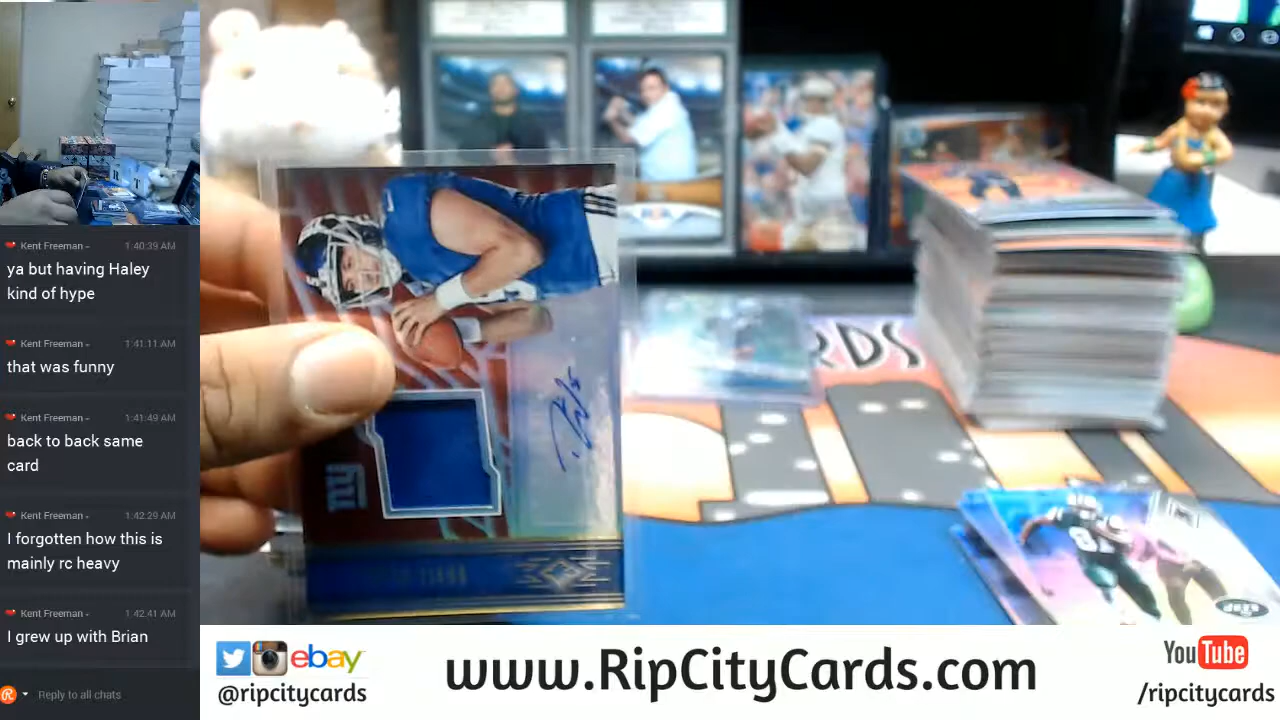 Kent Freeman - 1:40:39 AM
ya but having Haley
kind of hype
Kent Freeman - 1:41:11 AM
that was funny
Kent Freeman - 1:41:49 AM
back to back same
card
Kent Freeman - 1:42:29 AM
I forgotten how this is
mainly rc heavy
Kent Freeman - 1:42:41 AM
I grew up with Brian
Reply to all chats
RDS
ny
JETS
ebay
@ripcitycards
www.RipCityCards.com
YouTube
/ripcitycards